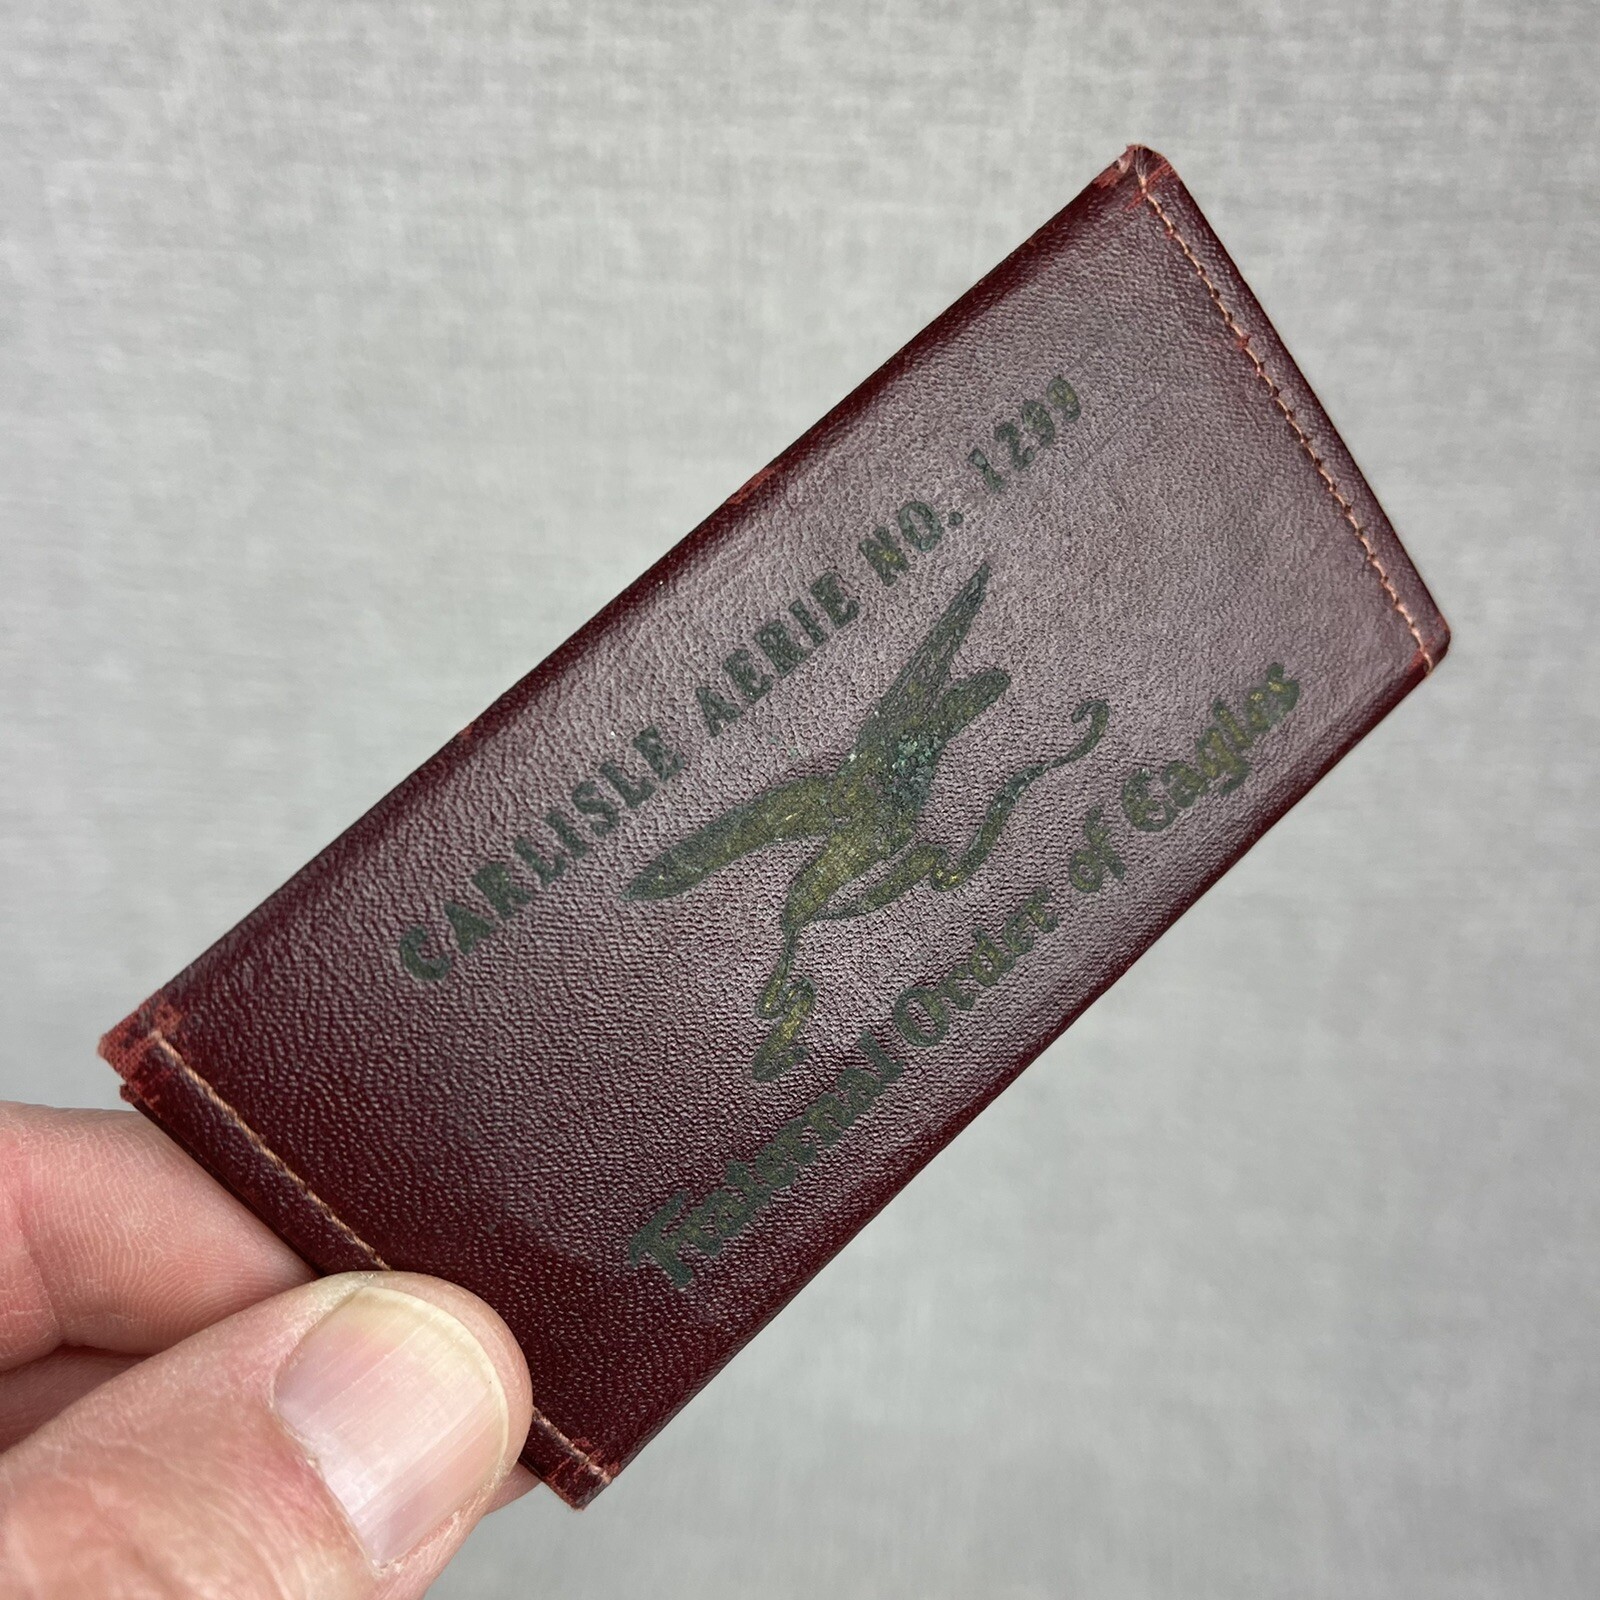 CARLISLE AERIE NO. 1299
Fraternal Order of Eagles